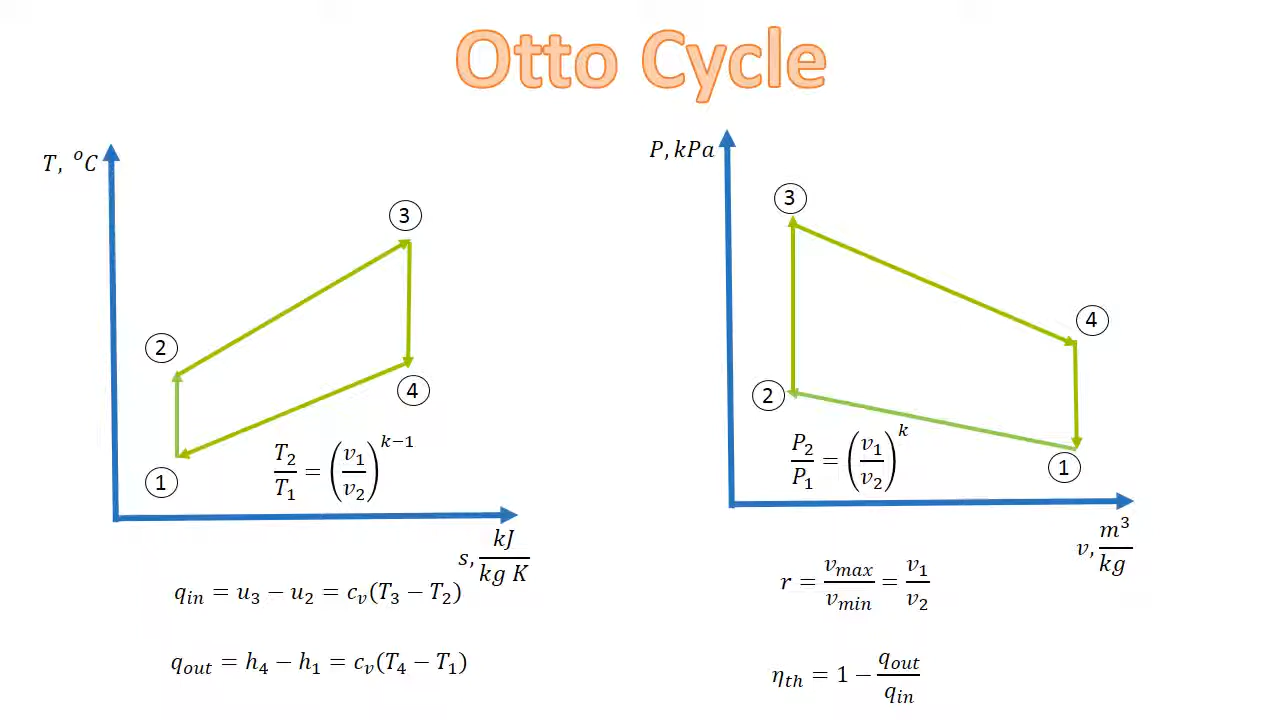 Otto Cycle
T, °C
③
②
④
①
T₂/T₁ = (v₁/v₂)^(k−1)
s, kJ/(kg K)
q_in = u₃ − u₂ = c_v(T₃ − T₂)
q_out = h₄ − h₁ = c_v(T₄ − T₁)
P, kPa
③
④
②
①
P₂/P₁ = (v₁/v₂)^k
v, m³/kg
r = v_max/v_min = v₁/v₂
η_th = 1 − q_out/q_in